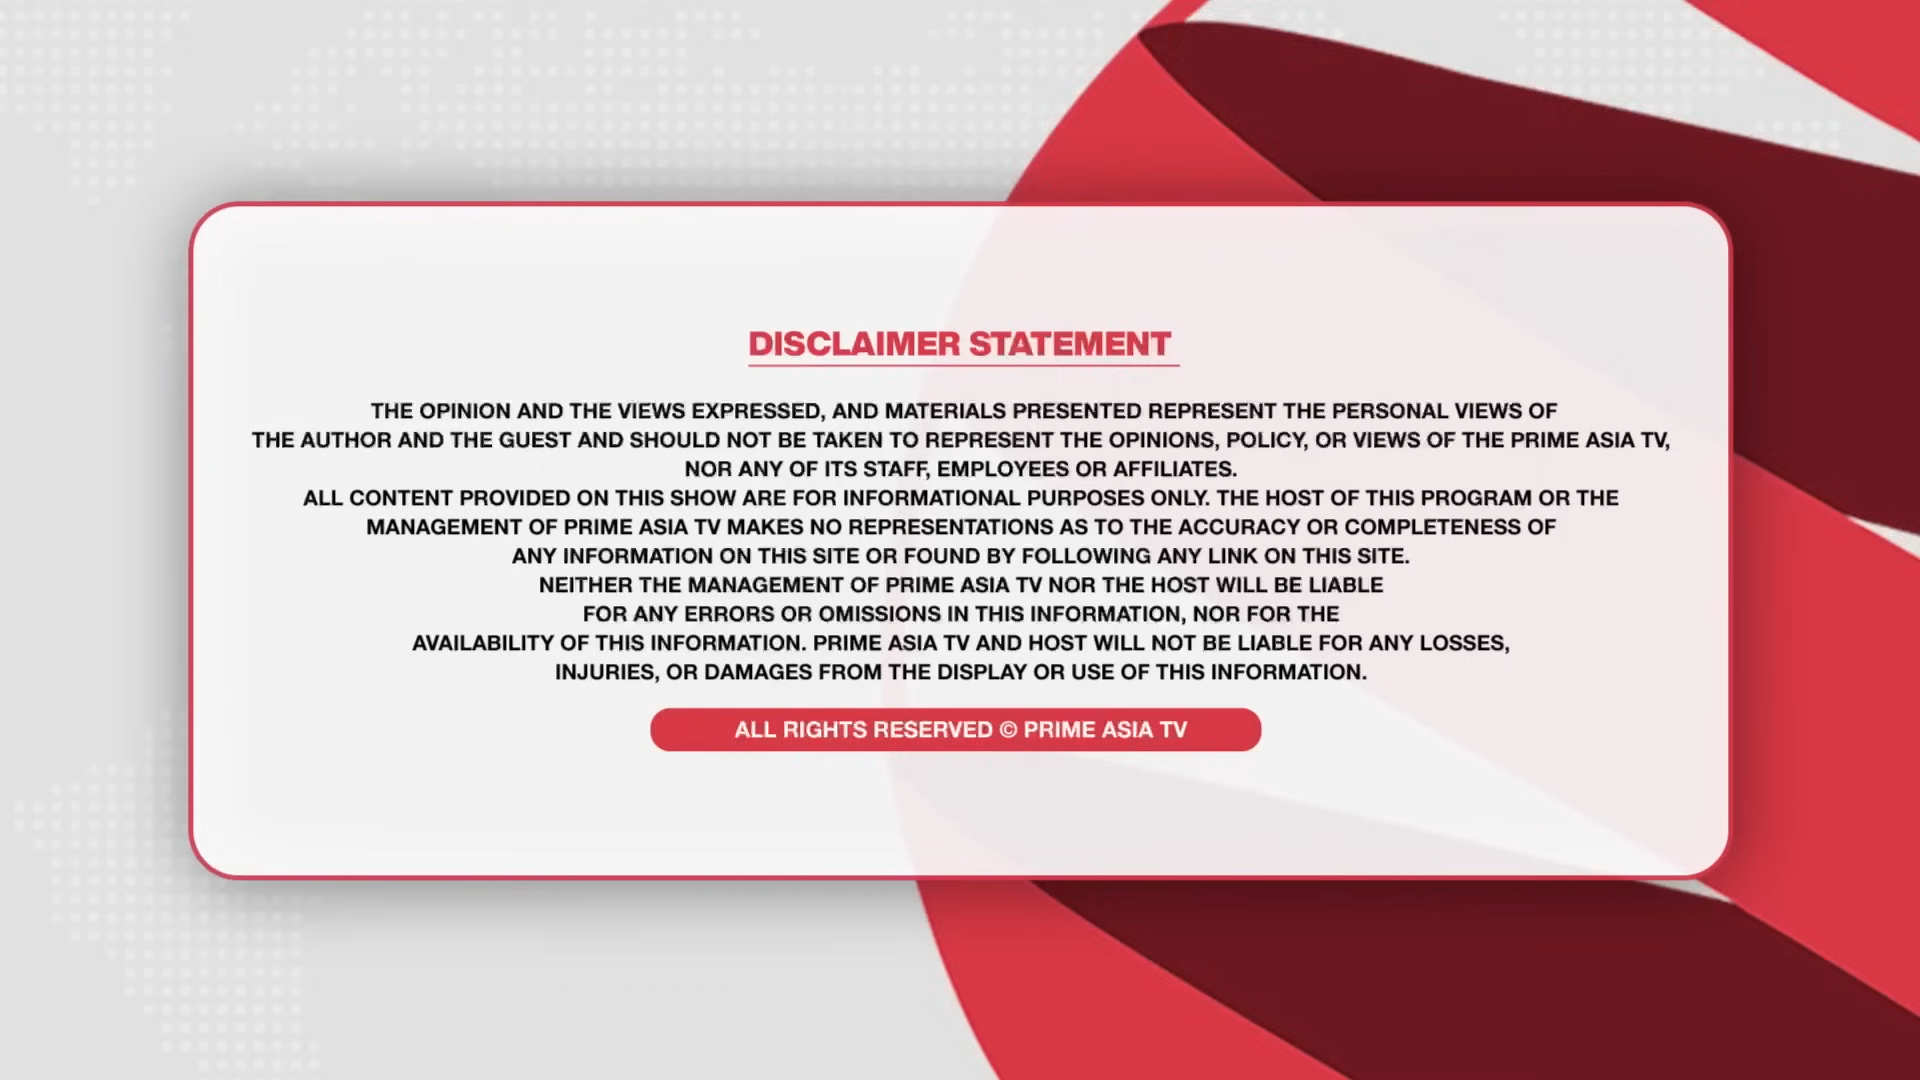 DISCLAIMER STATEMENT
THE OPINION AND THE VIEWS EXPRESSED, AND MATERIALS PRESENTED REPRESENT THE PERSONAL VIEWS OF
THE AUTHOR AND THE GUEST AND SHOULD NOT BE TAKEN TO REPRESENT THE OPINIONS, POLICY, OR VIEWS OF THE PRIME ASIA TV,
NOR ANY OF ITS STAFF, EMPLOYEES OR AFFILIATES.
ALL CONTENT PROVIDED ON THIS SHOW ARE FOR INFORMATIONAL PURPOSES ONLY. THE HOST OF THIS PROGRAM OR THE
MANAGEMENT OF PRIME ASIA TV MAKES NO REPRESENTATIONS AS TO THE ACCURACY OR COMPLETENESS OF
ANY INFORMATION ON THIS SITE OR FOUND BY FOLLOWING ANY LINK ON THIS SITE.
NEITHER THE MANAGEMENT OF PRIME ASIA TV NOR THE HOST WILL BE LIABLE
FOR ANY ERRORS OR OMISSIONS IN THIS INFORMATION, NOR FOR THE
AVAILABILITY OF THIS INFORMATION. PRIME ASIA TV AND HOST WILL NOT BE LIABLE FOR ANY LOSSES,
INJURIES, OR DAMAGES FROM THE DISPLAY OR USE OF THIS INFORMATION.
ALL RIGHTS RESERVED © PRIME ASIA TV